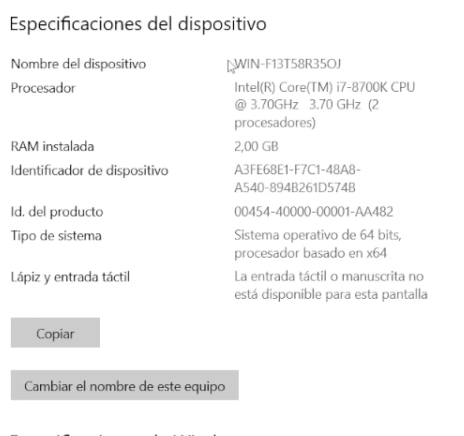 Especificaciones del dispositivo
Nombre del dispositivo WIN-F13T58R35OJ
Procesador Intel(R) Core(TM) i7-8700K CPU
@ 3.70GHz 3.70 GHz (2
procesadores)
RAM instalada 2,00 GB
Identificador de dispositivo A3FE68E1-F7C1-48A8-
A540-894B261D574B
Id. del producto 00454-40000-00001-AA482
Tipo de sistema Sistema operativo de 64 bits,
procesador basado en x64
Lápiz y entrada táctil La entrada táctil o manuscrita no
está disponible para esta pantalla
Copiar
Cambiar el nombre de este equipo